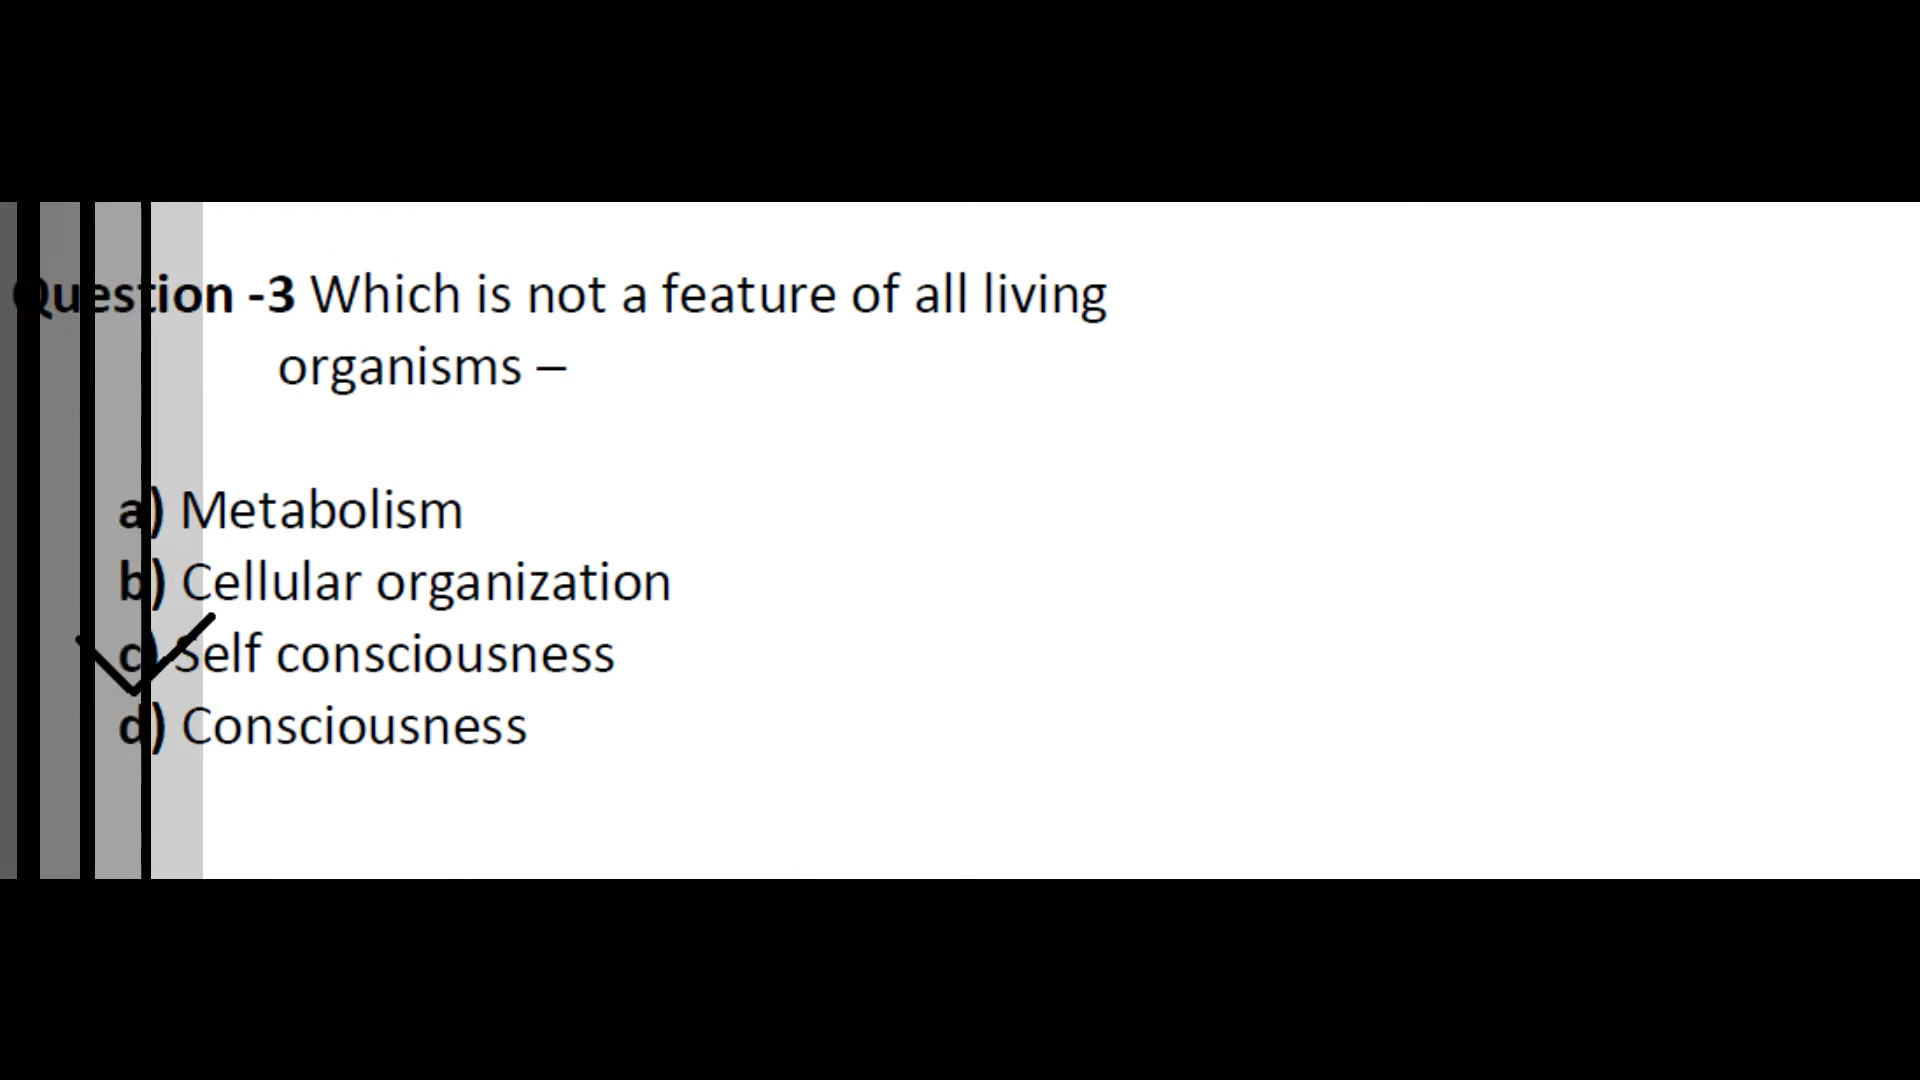 Question -3 Which is not a feature of all living
organisms –
a) Metabolism
b) Cellular organization
c) Self consciousness
d) Consciousness